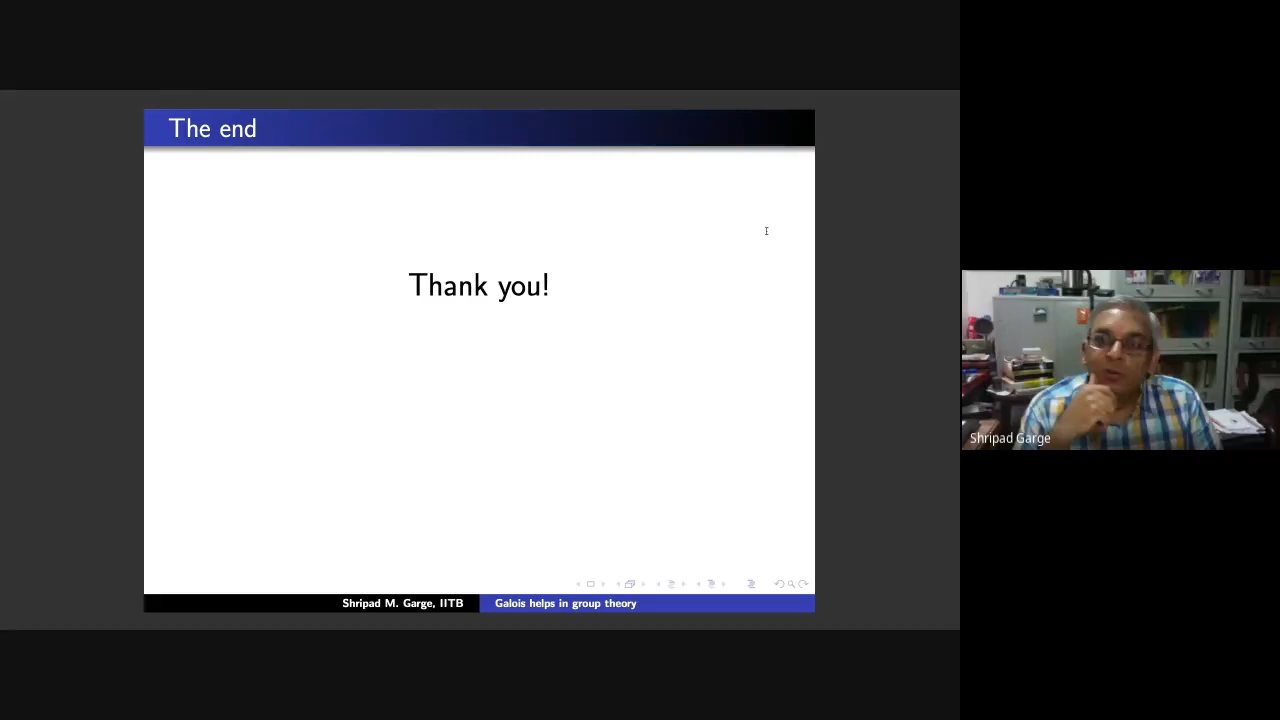 The end
Thank you!
Shripad M. Garge, IITB
Galois helps in group theory
Shripad Garge